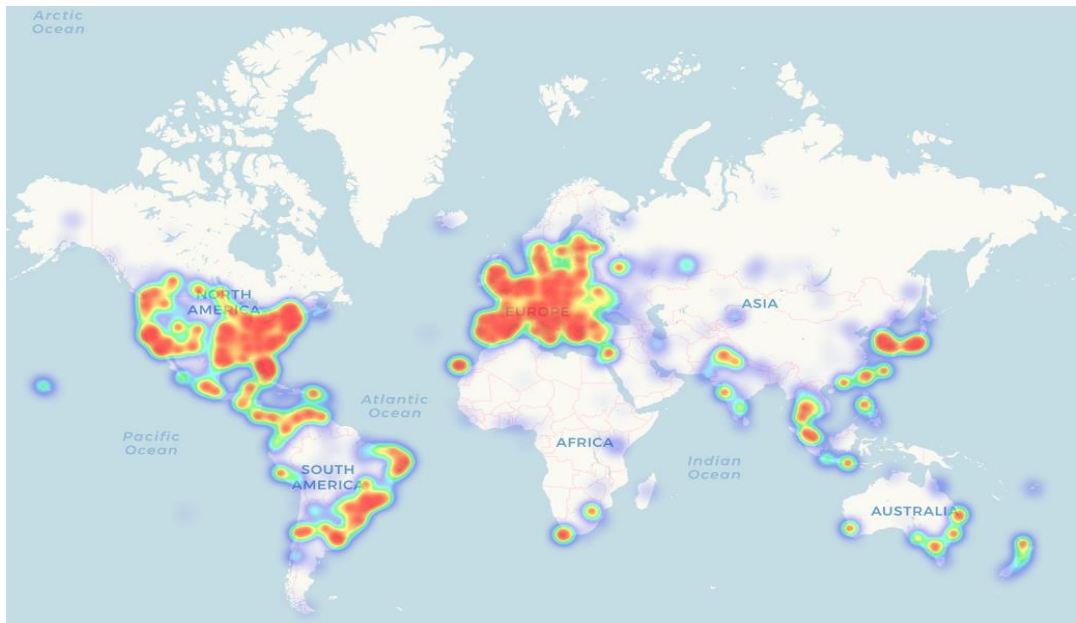 Arctic
Ocean
NORTH
AMERICA
EUROPE
ASIA
Atlantic
Ocean
Pacific
Ocean
AFRICA
Indian
Ocean
SOUTH
AMERICA
AUSTRALIA